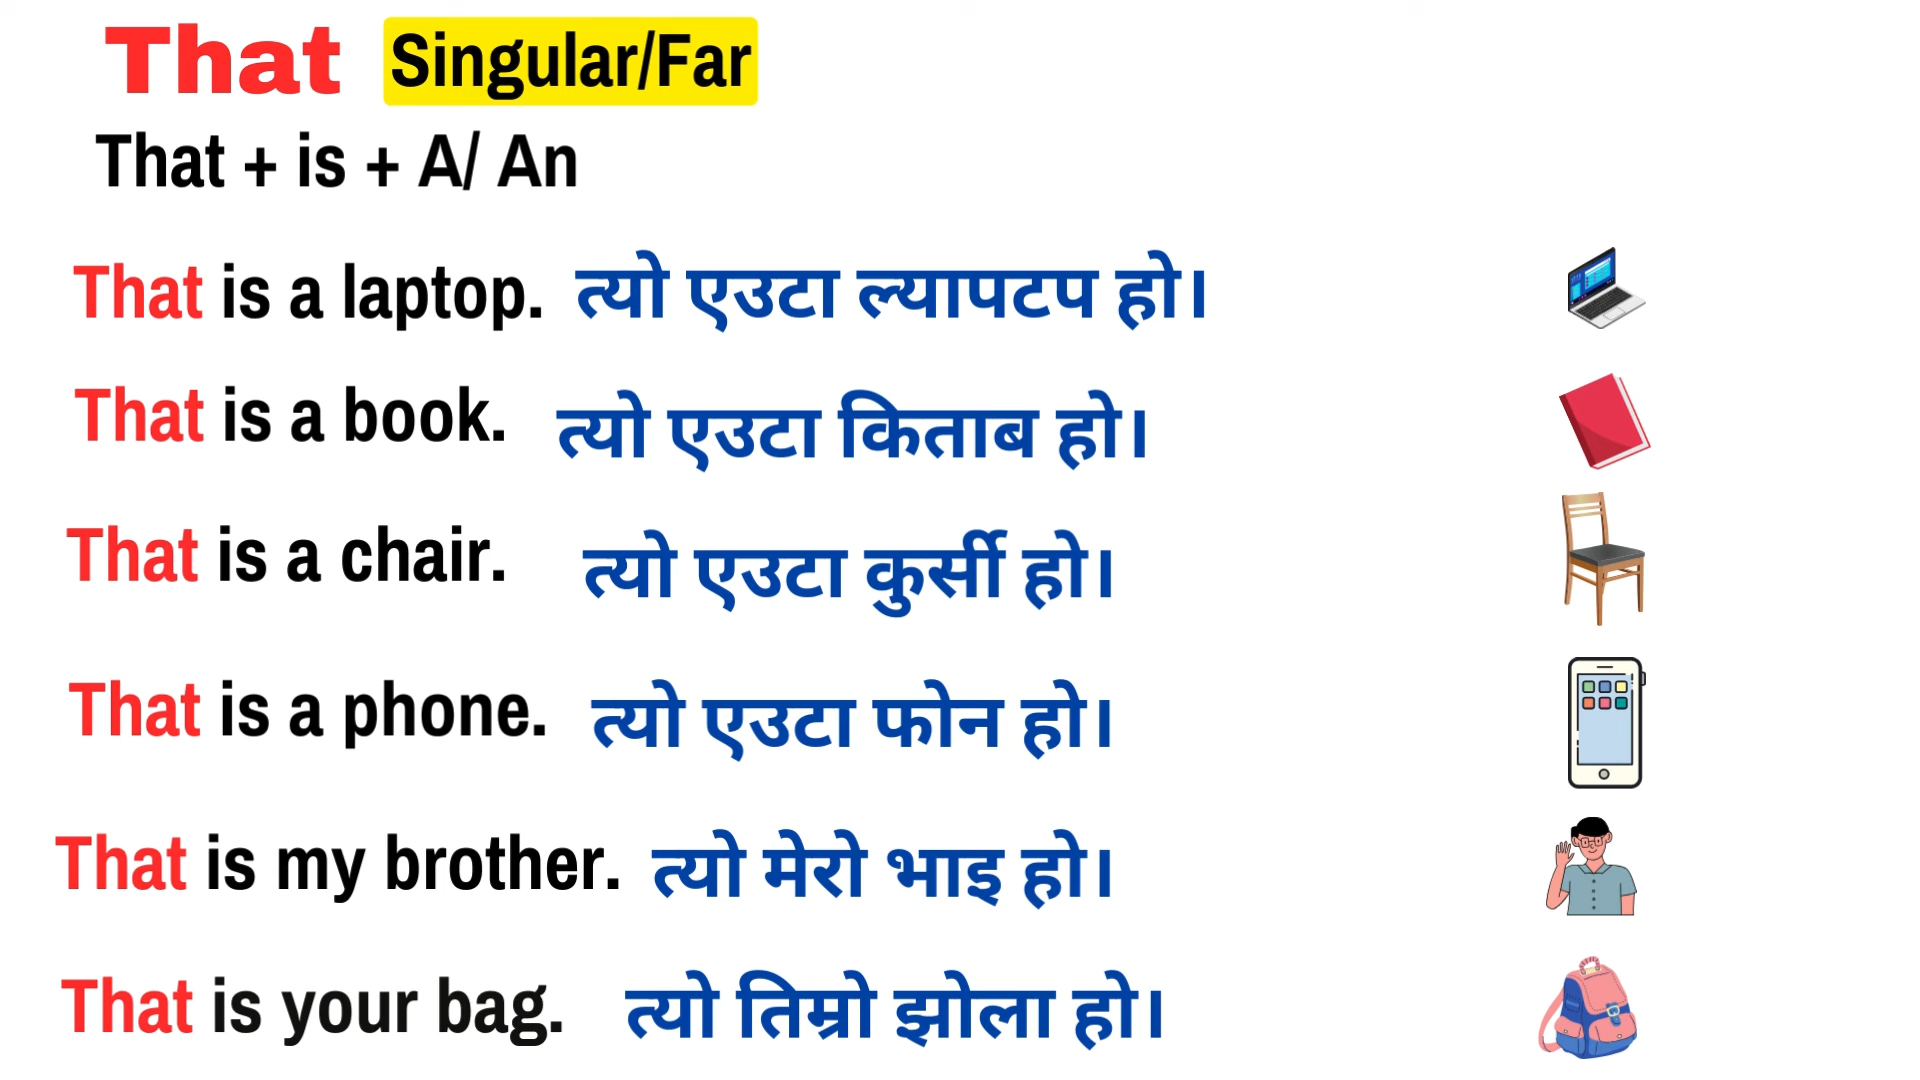 That Singular/Far
That + is + A/ An
That is a laptop. त्यो एउटा ल्यापटप हो।
That is a book. त्यो एउटा किताब हो।
That is a chair. त्यो एउटा कुर्सी हो।
That is a phone. त्यो एउटा फोन हो।
That is my brother. त्यो मेरो भाइ हो।
That is your bag. त्यो तिम्रो झोला हो।